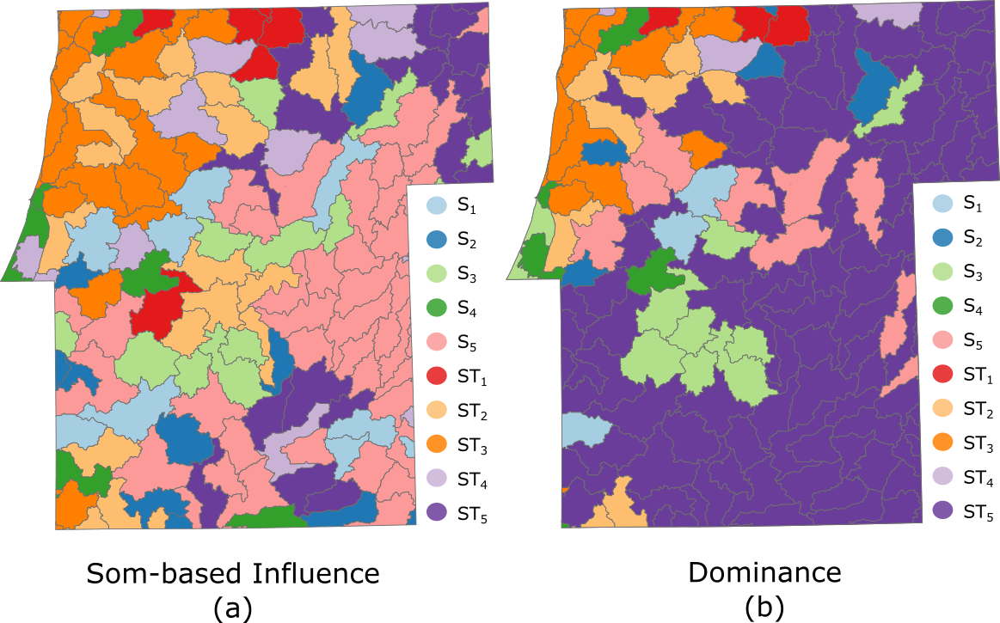 S₁
S₂
S₃
S₄
S₅
ST₁
ST₂
ST₃
ST₄
ST₅
Som-based Influence
(a)
S₁
S₂
S₃
S₄
S₅
ST₁
ST₂
ST₃
ST₄
ST₅
Dominance
(b)